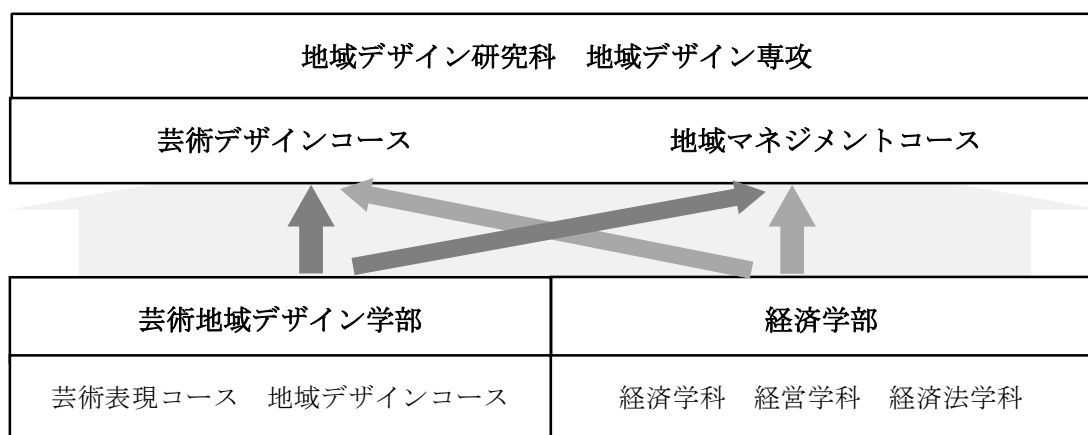 地域デザイン研究科　地域デザイン専攻
芸術デザインコース　地域マネジメントコース
芸術地域デザイン学部　経済学部
芸術表現コース　地域デザインコース　経済学科　経営学科　経済法学科